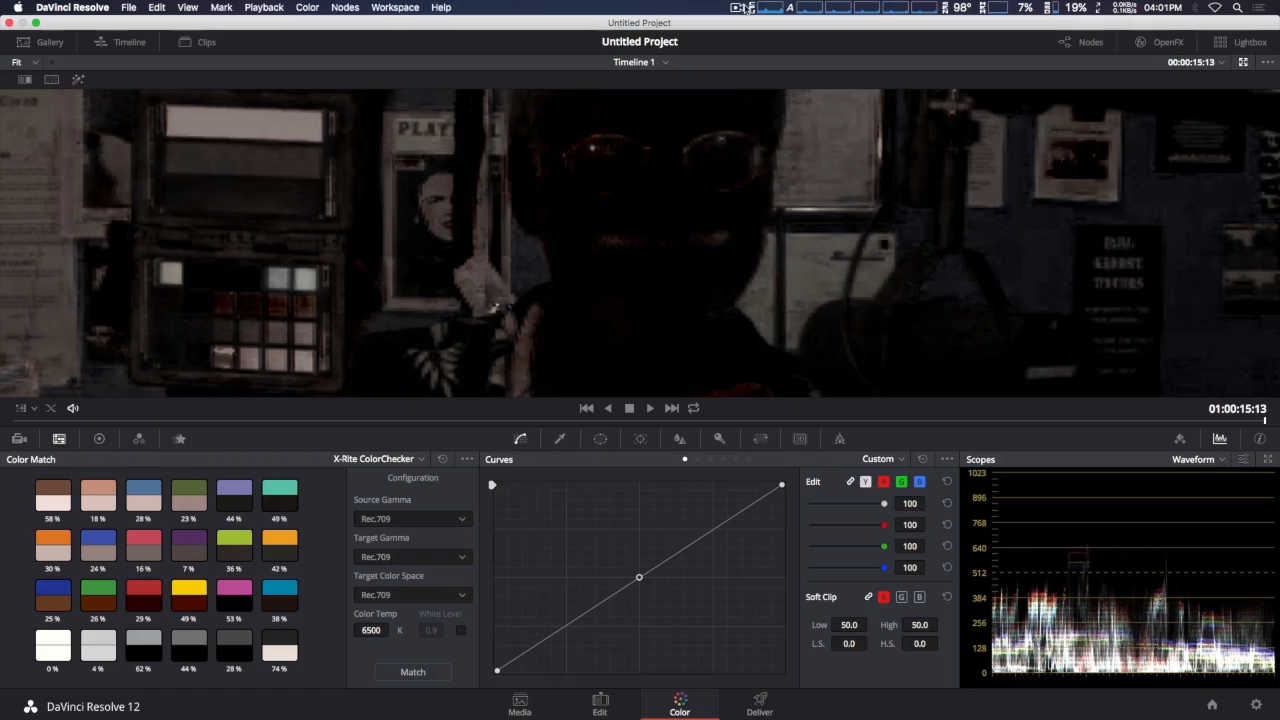 DaVinci Resolve File Edit View Mark Playback Color Nodes Workspace Help 98° 7% 19% 0.0KB/s 0.1KB/s 04:01PM
Untitled Project
Gallery Timeline Clips Untitled Project Nodes OpenFX Lightbox
Fit Timeline 1 00:00:15:13
01:00:15:13
Color Match X-Rite ColorChecker Curves Custom Scopes Waveform
Configuration
Source Gamma
Rec.709
Target Gamma
Rec.709
Target Color Space
Rec.709
Color Temp White Level
6500 K 0.9
Match
58 % 18 % 28 % 23 % 44 % 49 %
30 % 24 % 16 % 7 % 36 % 42 %
25 % 26 % 29 % 49 % 53 % 38 %
0 % 4 % 62 % 44 % 28 % 74 %
Edit Y R G B
100
100
100
100
Soft Clip R G B
Low 50.0 High 50.0
L.S. 0.0 H.S. 0.0
1023
896
768
640
512
384
256
128
0
DaVinci Resolve 12 Media Edit Color Deliver